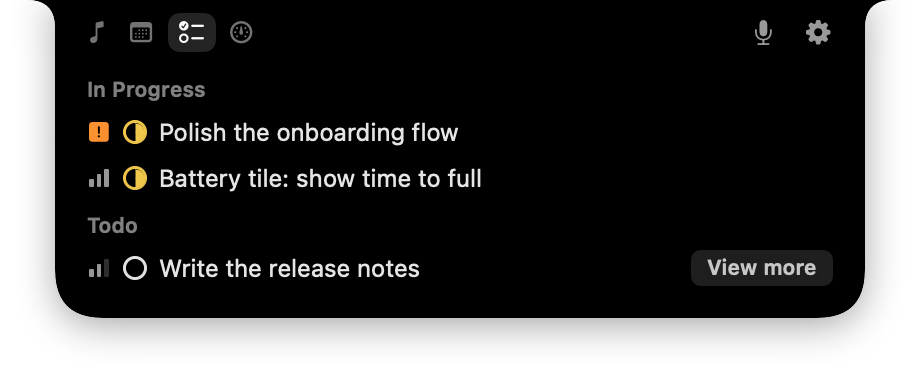 In Progress
Polish the onboarding flow
Battery tile: show time to full
Todo
Write the release notes
View more